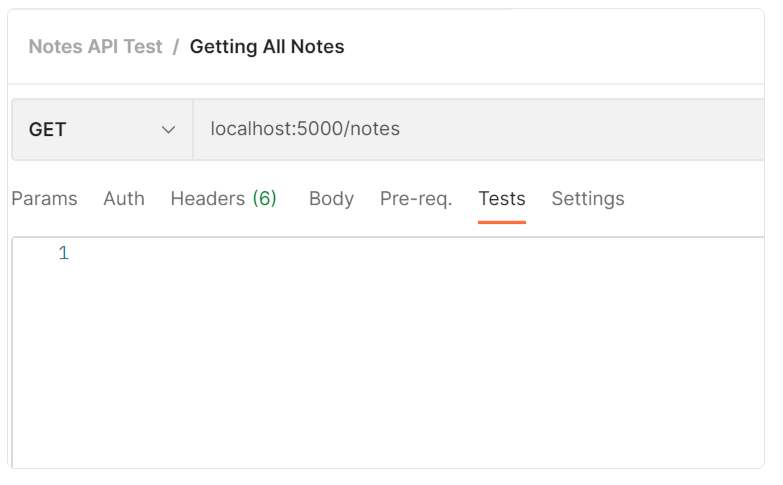 Notes API Test / Getting All Notes
GET localhost:5000/notes
Params Auth Headers (6) Body Pre-req. Tests Settings
1